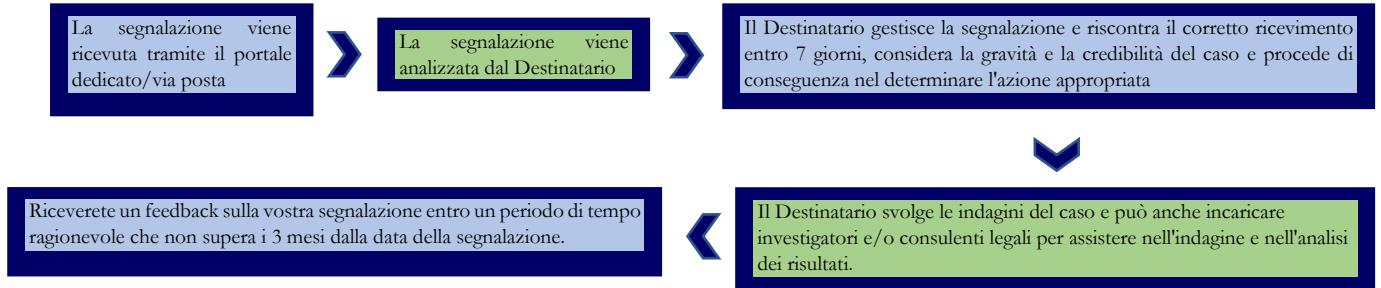 La segnalazione viene
ricevuta tramite il portale
dedicato/via posta
La segnalazione viene
analizzata dal Destinatario
Il Destinatario gestisce la segnalazione e riscontra il corretto ricevimento
entro 7 giorni, considera la gravità e la credibilità del caso e procede di
conseguenza nel determinare l'azione appropriata
Il Destinatario svolge le indagini del caso e può anche incaricare
investigatori e/o consulenti legali per assistere nell'indagine e nell'analisi
dei risultati.
Riceverete un feedback sulla vostra segnalazione entro un periodo di tempo
ragionevole che non supera i 3 mesi dalla data della segnalazione.